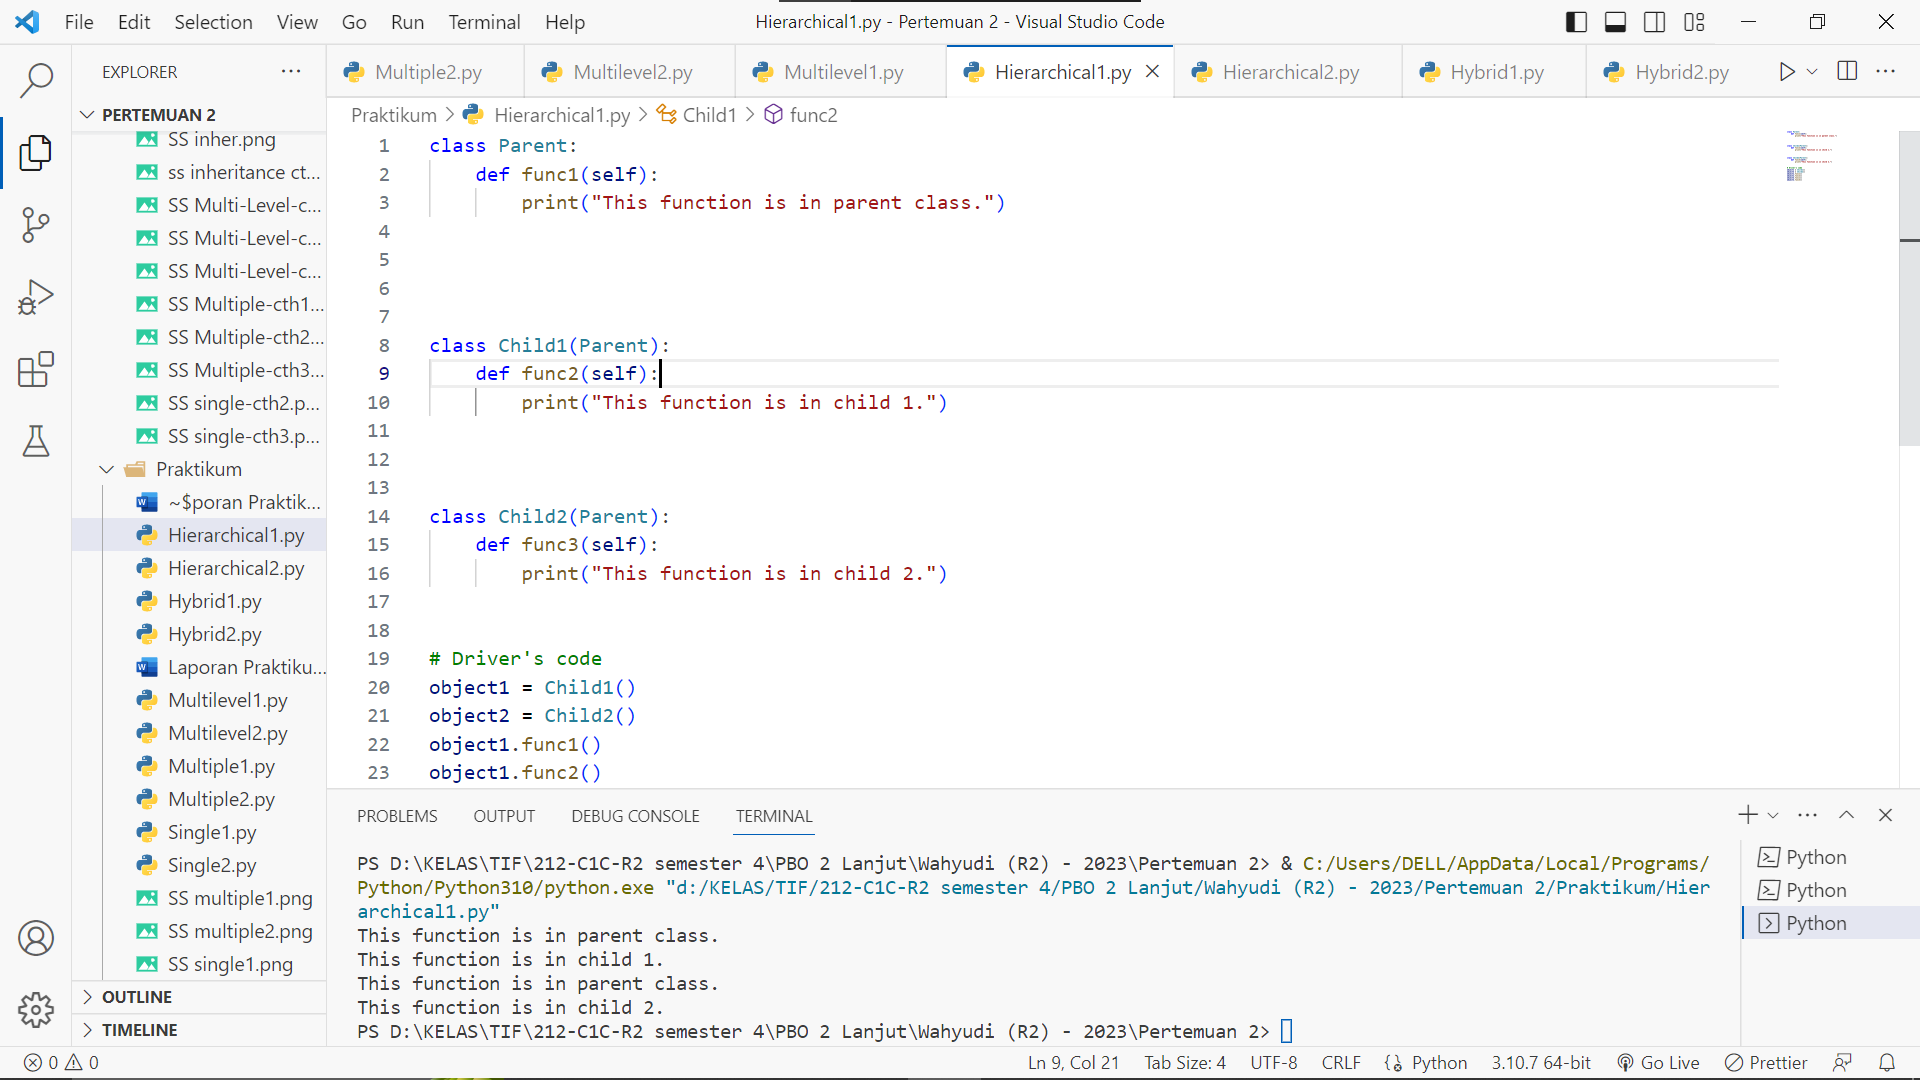 File Edit Selection View Go Run Terminal Help
Hierarchical1.py - Pertemuan 2 - Visual Studio Code
EXPLORER
PERTEMUAN 2
SS inher.png
ss inheritance ct...
SS Multi-Level-c...
SS Multi-Level-c...
SS Multi-Level-c...
SS Multiple-cth1...
SS Multiple-cth2...
SS Multiple-cth3...
SS single-cth2.p...
SS single-cth3.p...
Praktikum
~$poran Praktik...
Hierarchical1.py
Hierarchical2.py
Hybrid1.py
Hybrid2.py
Laporan Praktiku...
Multilevel1.py
Multilevel2.py
Multiple1.py
Multiple2.py
Single1.py
Single2.py
SS multiple1.png
SS multiple2.png
SS single1.png
OUTLINE
TIMELINE
Multiple2.py Multilevel2.py Multilevel1.py Hierarchical1.py Hierarchical2.py Hybrid1.py Hybrid2.py
Praktikum > Hierarchical1.py > Child1 > func2
1 class Parent:
2 def func1(self):
3 print("This function is in parent class.")
4
5
6
7
8 class Child1(Parent):
9 def func2(self):
10 print("This function is in child 1.")
11
12
13
14 class Child2(Parent):
15 def func3(self):
16 print("This function is in child 2.")
17
18
19 # Driver's code
20 object1 = Child1()
21 object2 = Child2()
22 object1.func1()
23 object1.func2()
PROBLEMS OUTPUT DEBUG CONSOLE TERMINAL
PS D:\KELAS\TIF\212-C1C-R2 semester 4\PBO 2 Lanjut\Wahyudi (R2) - 2023\Pertemuan 2> & C:/Users/DELL/AppData/Local/Programs/
Python/Python310/python.exe "d:/KELAS/TIF/212-C1C-R2 semester 4/PBO 2 Lanjut/Wahyudi (R2) - 2023/Pertemuan 2/Praktikum/Hier
archical1.py"
This function is in parent class.
This function is in child 1.
This function is in parent class.
This function is in child 2.
PS D:\KELAS\TIF\212-C1C-R2 semester 4\PBO 2 Lanjut\Wahyudi (R2) - 2023\Pertemuan 2>
Python
Python
Python
0 0
Ln 9, Col 21 Tab Size: 4 UTF-8 CRLF Python 3.10.7 64-bit Go Live Prettier